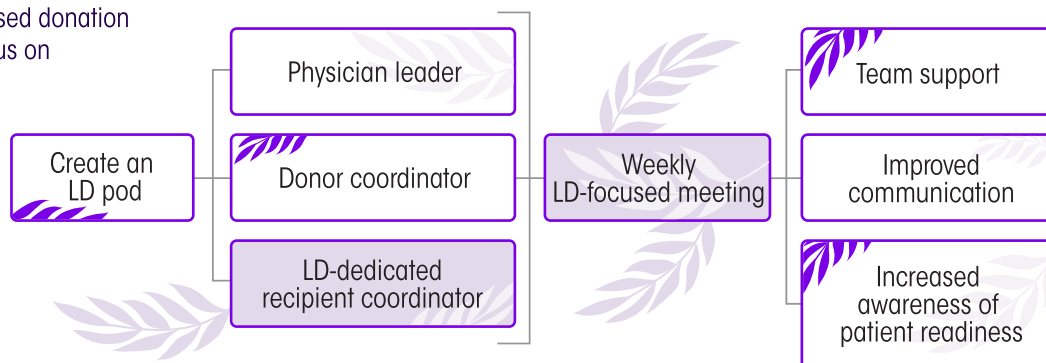 donation
us on
Physician leader
Team support
Create an
LD pod
Donor coordinator
Weekly
LD-focused meeting
Improved
communication
LD-dedicated
recipient coordinator
Increased
awareness of
patient readiness